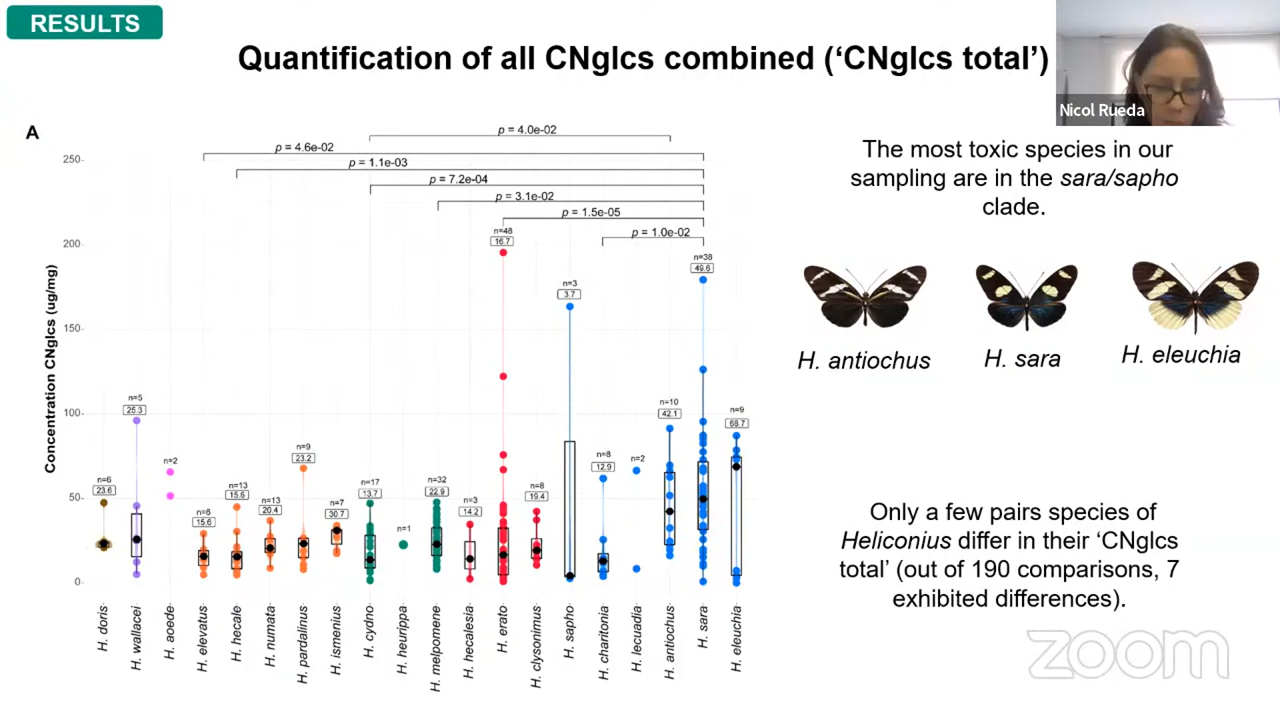 RESULTS
Quantification of all CNglcs combined ('CNglcs total')
Nicol Rueda
A
The most toxic species in our
sampling are in the sara/sapho
clade.
H. antiochus
H. sara
H. eleuchia
Only a few pairs species of
Heliconius differ in their 'CNglcs
total' (out of 190 comparisons, 7
exhibited differences).
zoom
Concentration CNglcs (ug/mg)
250
200
150
100
50
0
p = 4.0e-02
p = 4.6e-02
p = 1.1e-03
p = 7.2e-04
p = 3.1e-02
p = 1.5e-05
p = 1.0e-02
n=6
23.6
n=5
25.3
n=2
n=6
15.6
n=13
15.6
n=13
20.4
n=9
23.2
n=7
30.7
n=17
13.7
n=1
n=32
22.9
n=3
14.2
n=48
16.7
n=8
19.4
n=3
3.7
n=8
12.9
n=2
n=10
42.1
n=38
49.6
n=9
68.7
H. doris
H. wallacei
H. aoede
H. elevatus
H. hecale
H. numata
H. pardalinus
H. ismenius
H. cydno
H. heurippa
H. melpomene
H. hecalesia
H. erato
H. clysonimus
H. sapho
H. charitonia
H. lecuadia
H. antiochus
H. sara
H. eleuchia